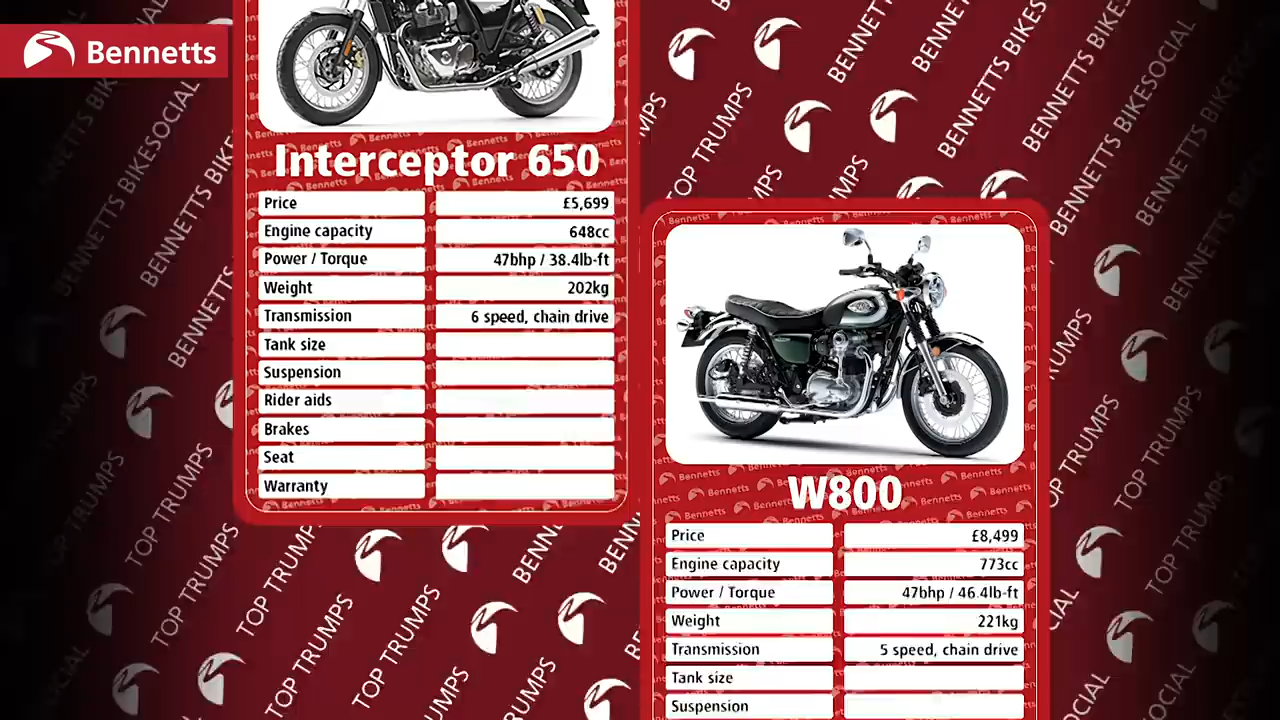 Bennetts
Interceptor 650
Price £5,699
Engine capacity 648cc
Power / Torque 47bhp / 38.4lb-ft
Weight 202kg
Transmission 6 speed, chain drive
Tank size
Suspension
Rider aids
Brakes
Seat
Warranty
W800
Price £8,499
Engine capacity 773cc
Power / Torque 47bhp / 46.4lb-ft
Weight 221kg
Transmission 5 speed, chain drive
Tank size
Suspension
BENNETTS BIKESOCIAL
TOP TRUMPS